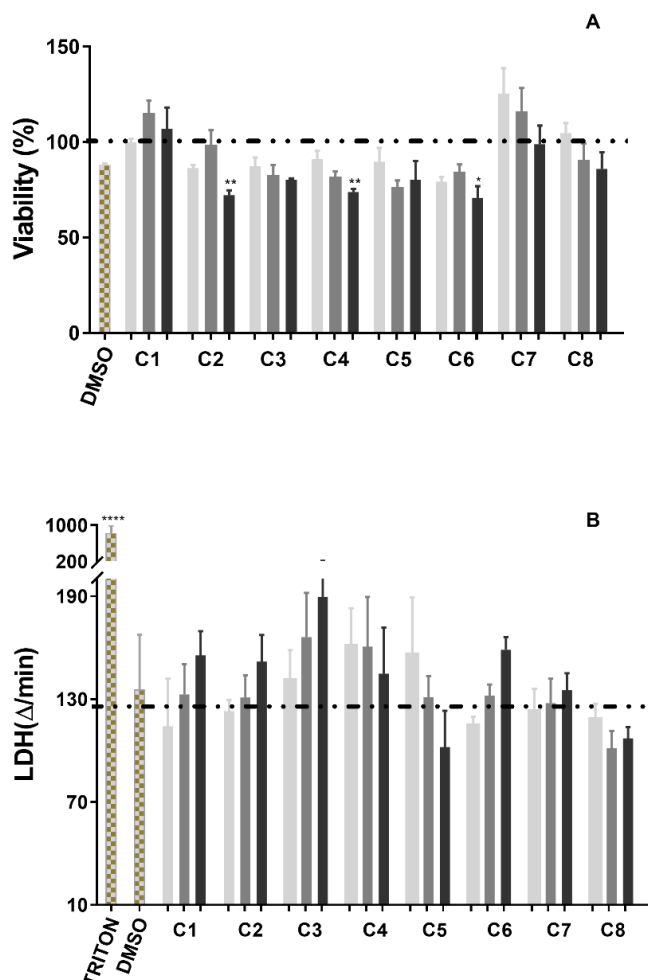 A
150
100
50
0
Viability (%)
**
**
*
DMSO
C1 C2 C3 C4 C5 C6 C7 C8
B
****
1000
200
190
130
70
10
LDH(Δ/min)
TRITON
DMSO
C1 C2 C3 C4 C5 C6 C7 C8